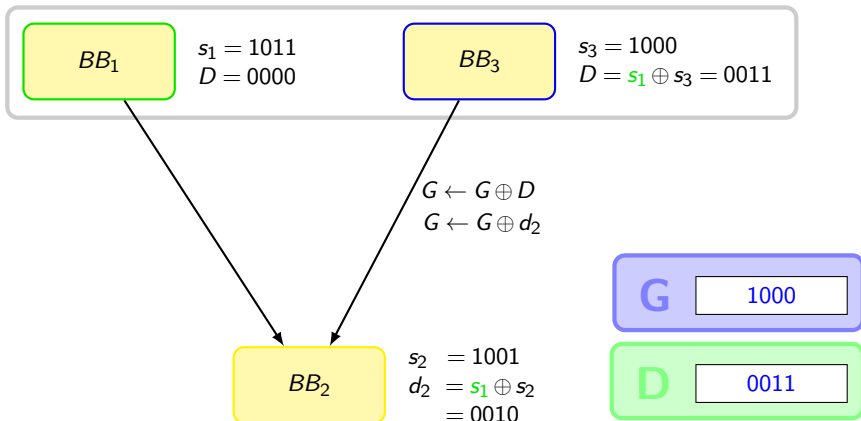 BB₁
s₁ = 1011
D = 0000
BB₃
s₃ = 1000
D = s₁ ⊕ s₃ = 0011
G ← G ⊕ D
G ← G ⊕ d₂
BB₂
s₂ = 1001
d₂ = s₁ ⊕ s₂
= 0010
G 1000
D 0011